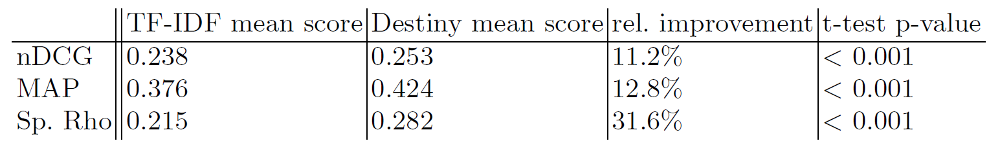 TF-IDF mean score Destiny mean score rel. improvement t-test p-value
nDCG 0.238 0.253 11.2% < 0.001
MAP 0.376 0.424 12.8% < 0.001
Sp. Rho 0.215 0.282 31.6% < 0.001